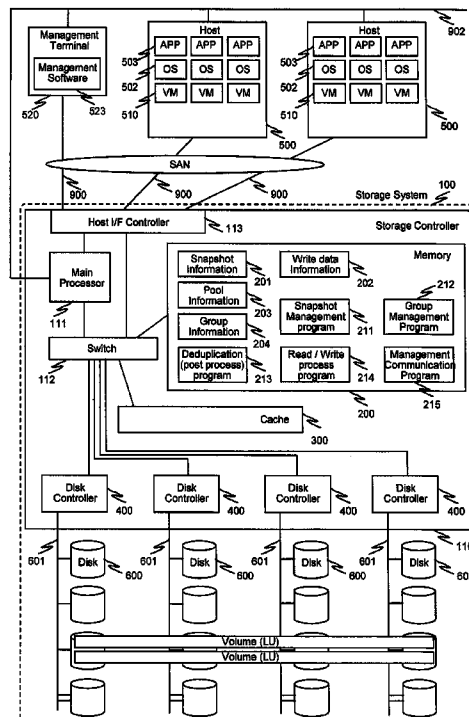 902
Management
Terminal
Management
Software
520
523
Host
503
APP APP APP
502
OS OS OS
510
VM VM VM
500
Host
503
APP APP APP
502
OS OS OS
510
VM VM VM
500
SAN
900
900
900
100
Storage System
Host I/F Controller
113
Storage Controller
Main
Processor
111
Switch
112
Memory
Snapshot
Information
201
Write data
Information
202
Pool
Information
203
Group
Information
204
Snapshot
Management
program
211
212
Group
Management
Program
Deduplication
(post process)
program
213
Read / Write
process
program
214
Management
Communication
Program
215
200
Cache
300
Disk
Controller
400
Disk
Controller
400
Disk
Controller
400
Disk
Controller
400
601
601
601
601
Disk
600
Disk
600
Disk
600
Disk
Volume (LU)
Volume (LU)